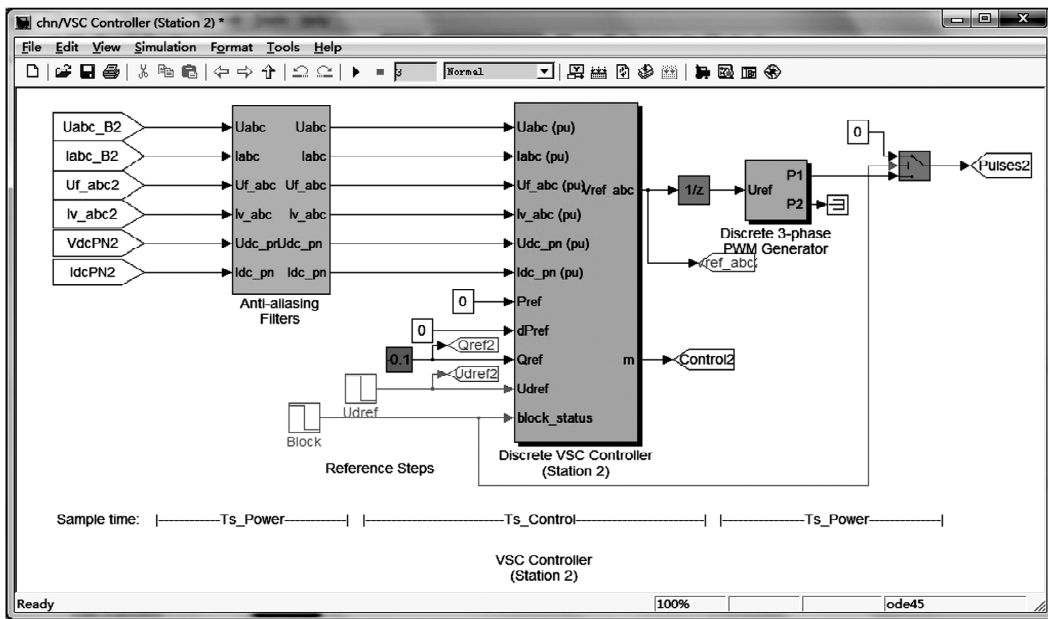 chn/VSC Controller (Station 2) *
File Edit View Simulation Format Tools Help
3 Normal
Uabc_B2
Iabc_B2
Uf_abc2
Iv_abc2
VdcPN2
IdcPN2
Uabc Uabc
Iabc Iabc
Uf_abc Uf_abc
Iv_abc Iv_abc
Udc_pn Udc_pn
Idc_pn Idc_pn
Anti-aliasing
Filters
Uabc (pu)
Iabc (pu)
Uf_abc (pu)
Vref_abc
Iv_abc (pu)
Udc_pn (pu)
Idc_pn (pu)
0 Pref
0 dPref
Qref2
-0.1 Qref
m Control2
Udref2
Udref Udref
block_status
Block
Reference Steps
Discrete VSC Controller
(Station 2)
1/z
Uref P1
P2
Discrete 3-phase
PWM Generator
0
Pulses2
Vref_abc2
Sample time: |-----------Ts_Power------------| |-------------------------Ts_Control-----------------------| |---------------Ts_Power-------------|
VSC Controller
(Station 2)
Ready 100% ode45